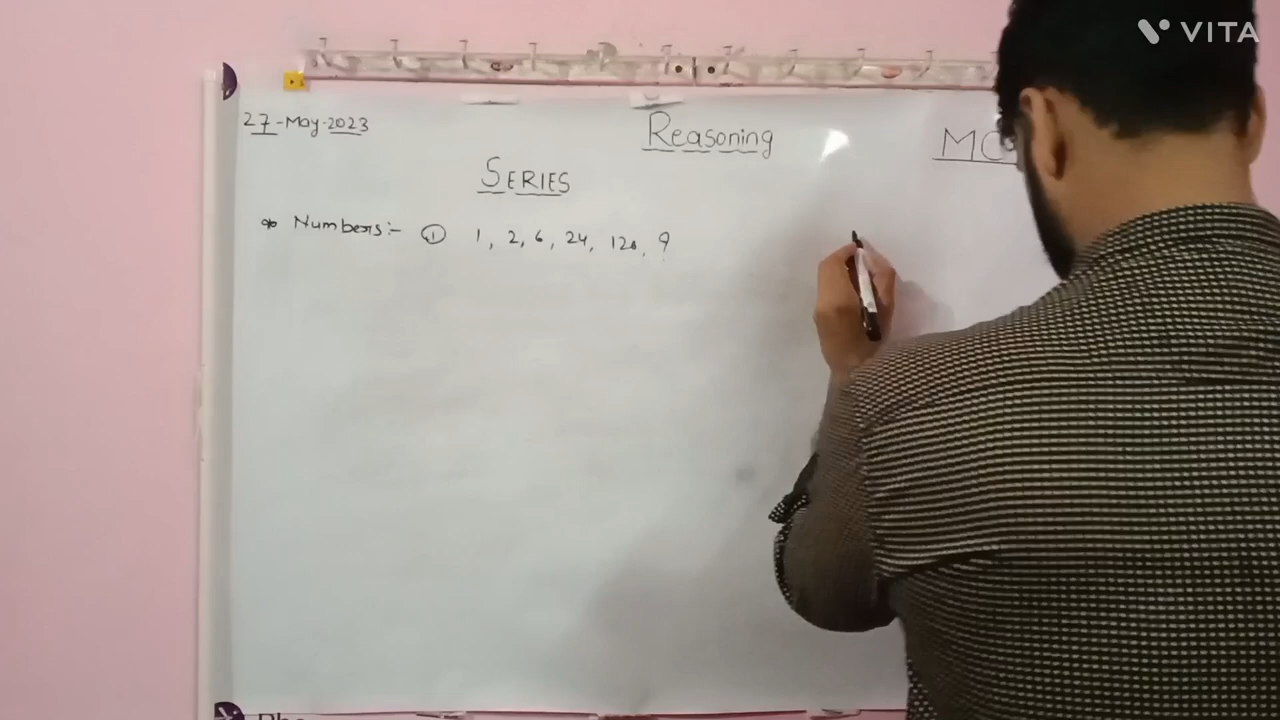 VITA
27-May-2023
Reasoning
MC
SERIES
* Numbers:- ① 1, 2, 6, 24, 120, ?